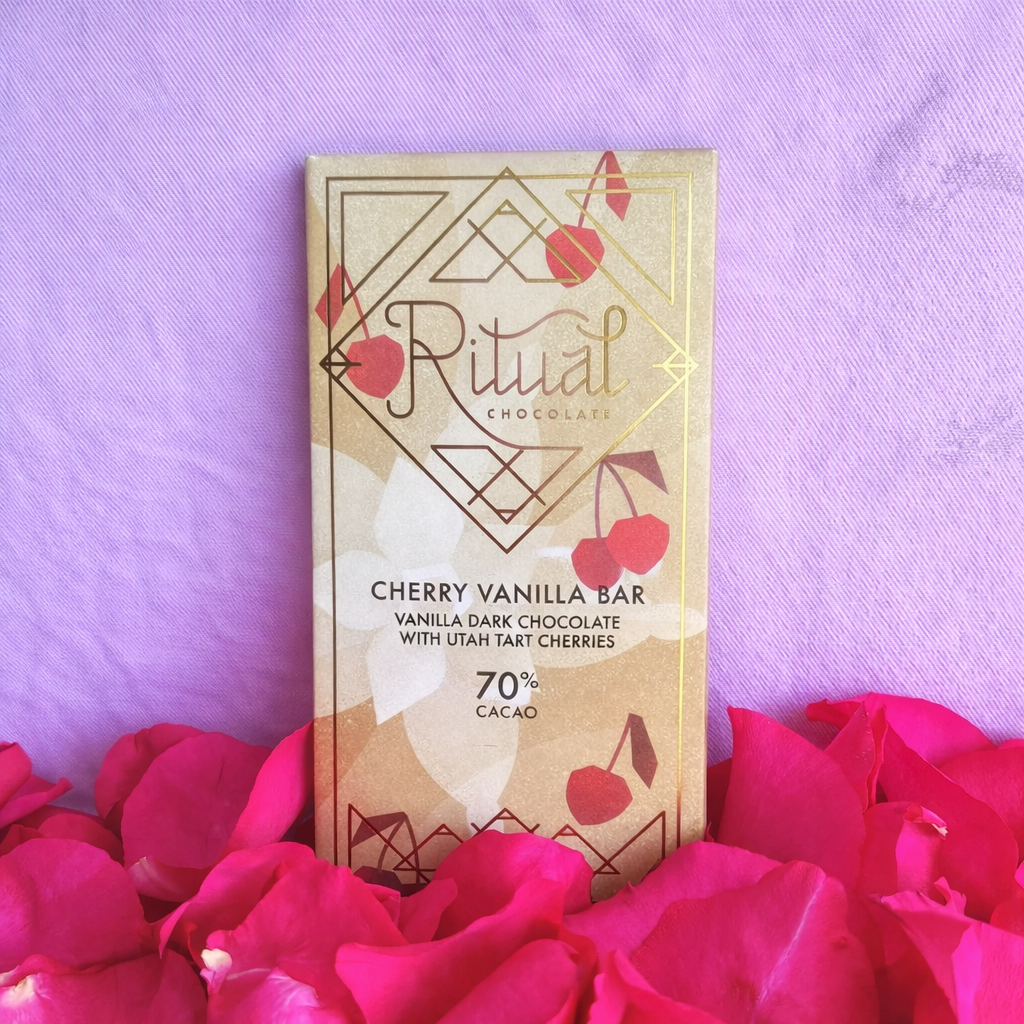 Ritual
CHOCOLATE
CHERRY VANILLA BAR
VANILLA DARK CHOCOLATE
WITH UTAH TART CHERRIES
70%
CACAO